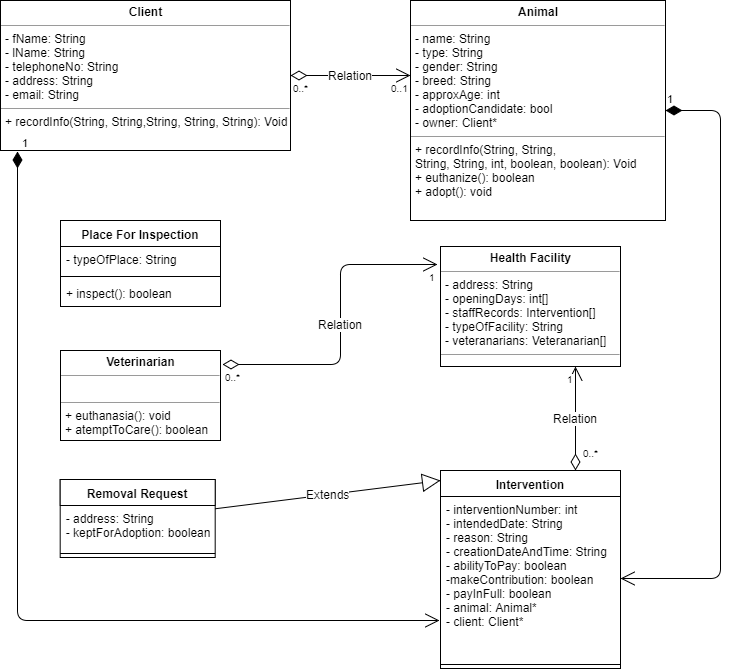 Client
- fName: String
- lName: String
- telephoneNo: String
- address: String
- email: String
+ recordInfo(String, String,String, String, String): Void
1
0..*
Relation
0..1
Animal
- name: String
- type: String
- gender: String
- breed: String
- approxAge: int
- adoptionCandidate: bool
- owner: Client*
+ recordInfo(String, String,
String, String, int, boolean, boolean): Void
+ euthanize(): boolean
+ adopt(): void
1
Place For Inspection
- typeOfPlace: String
+ inspect(): boolean
Health Facility
- address: String
- openingDays: int[]
- staffRecords: Intervention[]
- typeOfFacility: String
- veteranarians: Veteranarian[]
1
Relation
0..*
Veterinarian
+ euthanasia(): void
+ atemptToCare(): boolean
1
Relation
0..*
Removal Request
- address: String
- keptForAdoption: boolean
Extends
Intervention
- interventionNumber: int
- intendedDate: String
- reason: String
- creationDateAndTime: String
- abilityToPay: boolean
-makeContribution: boolean
- payInFull: boolean
- animal: Animal*
- client: Client*